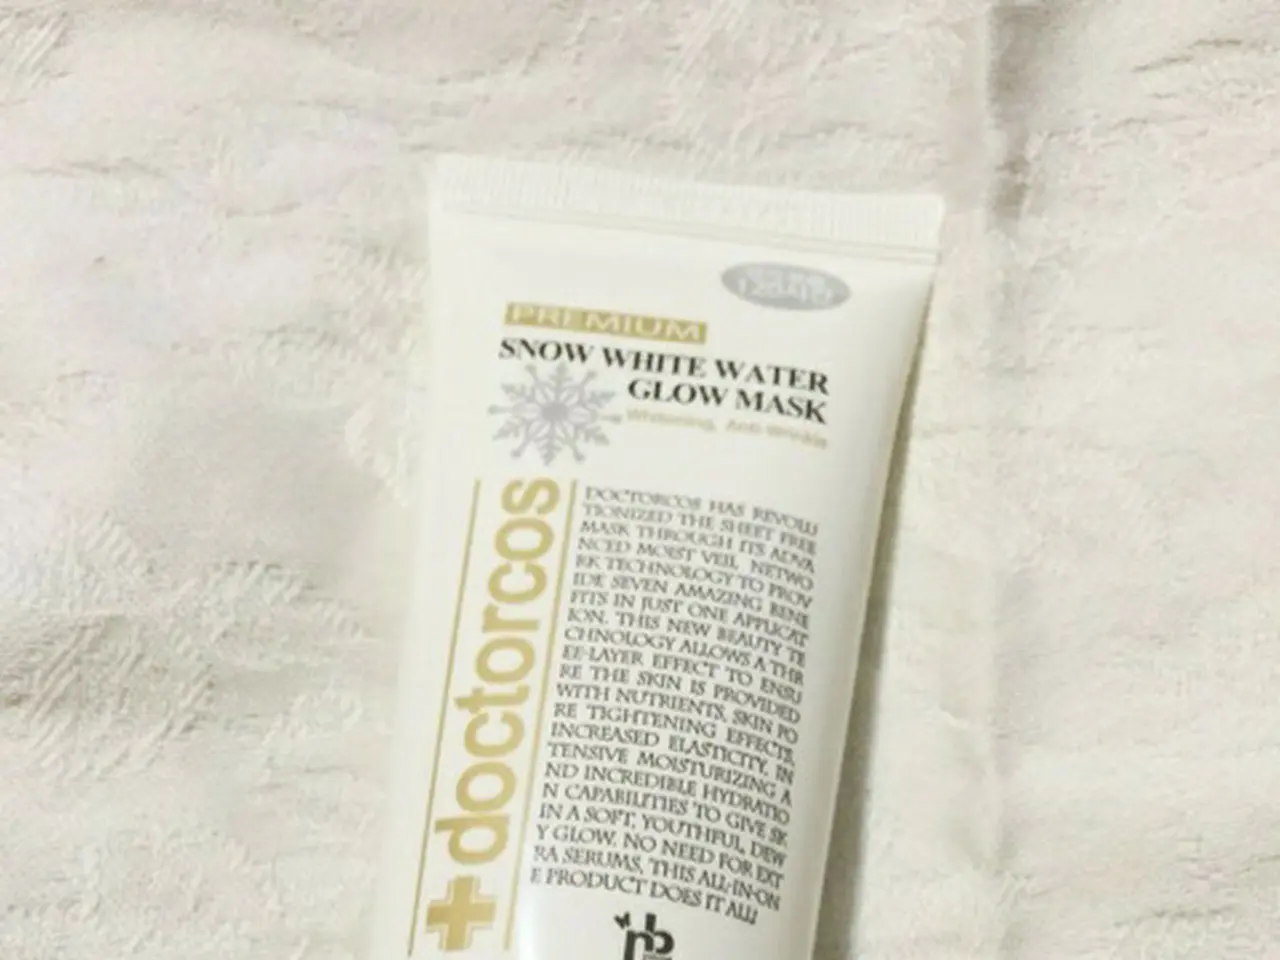 PREMIUM
SNOW WHITE WATER
GLOW MASK
Whitening, Anti-Wrinkle
doctorcos
DOCTORCOS HAS REVOLU
TIONIZED THE SHEET FREE
MASK THROUGH ITS ADVA
NCED MOIST VEIL NETWO
RK TECHNOLOGY TO PROV
IDE SEVEN AMAZING BENE
FITS IN JUST ONE APPLICAT
ION. THIS NEW BEAUTY TE
CHNOLOGY ALLOWS A THR
EE-LAYER EFFECT TO ENSU
RE THE SKIN IS PROVIDED
WITH NUTRIENTS, SKIN PO
RE TIGHTENING EFFECTS,
INCREASED ELASTICITY, IN
TENSIVE MOISTURIZING A
ND INCREDIBLE HYDRATIO
N CAPABILITIES TO GIVE SK
IN A SOFT, YOUTHFUL, DEW
Y GLOW. NO NEED FOR EXT
RA SERUMS, THIS ALL-IN-ON
E PRODUCT DOES IT ALL!